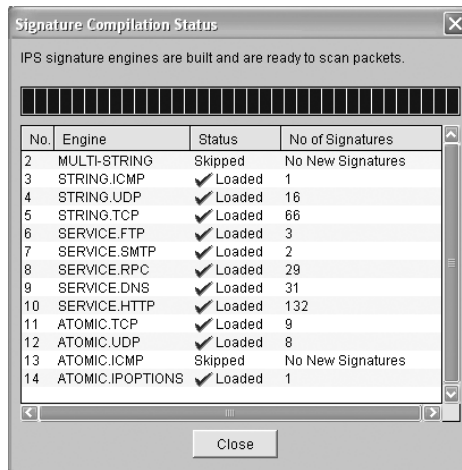 Signature Compilation Status
IPS signature engines are built and are ready to scan packets.
No. Engine Status No of Signatures
2 MULTI-STRING Skipped No New Signatures
3 STRING.ICMP Loaded 1
4 STRING.UDP Loaded 16
5 STRING.TCP Loaded 66
6 SERVICE.FTP Loaded 3
7 SERVICE.SMTP Loaded 2
8 SERVICE.RPC Loaded 29
9 SERVICE.DNS Loaded 31
10 SERVICE.HTTP Loaded 132
11 ATOMIC.TCP Loaded 9
12 ATOMIC.UDP Loaded 8
13 ATOMIC.ICMP Skipped No New Signatures
14 ATOMIC.IPOPTIONS Loaded 1
Close